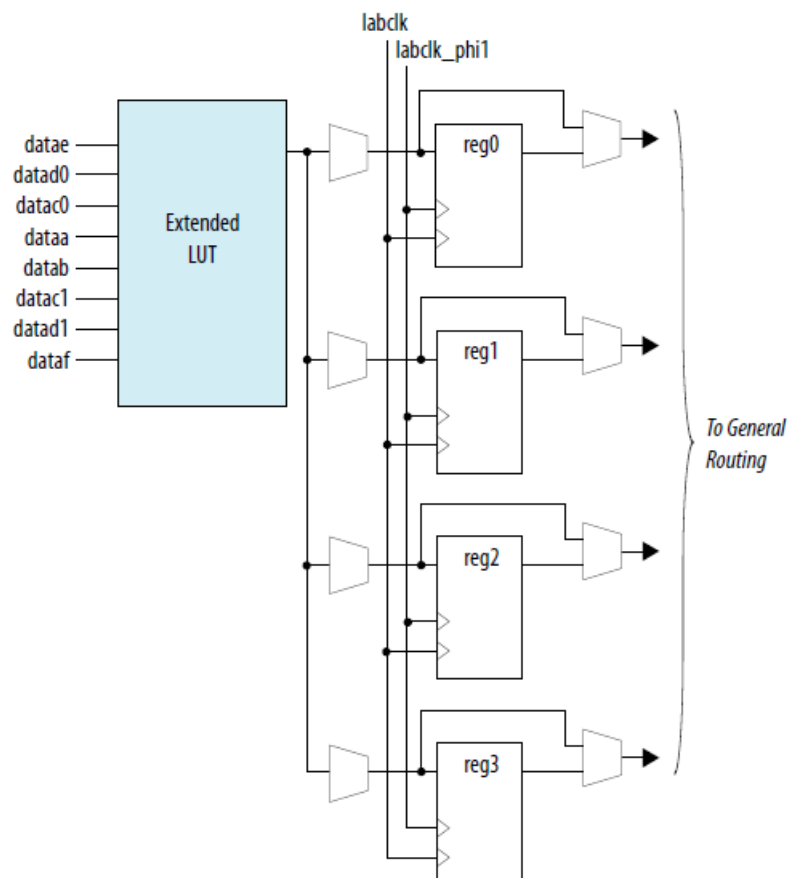 labclk
labclk_phi1
datae
datad0
datac0
dataa
datab
datac1
datad1
dataf
Extended
LUT
reg0
reg1
reg2
reg3
To General
Routing